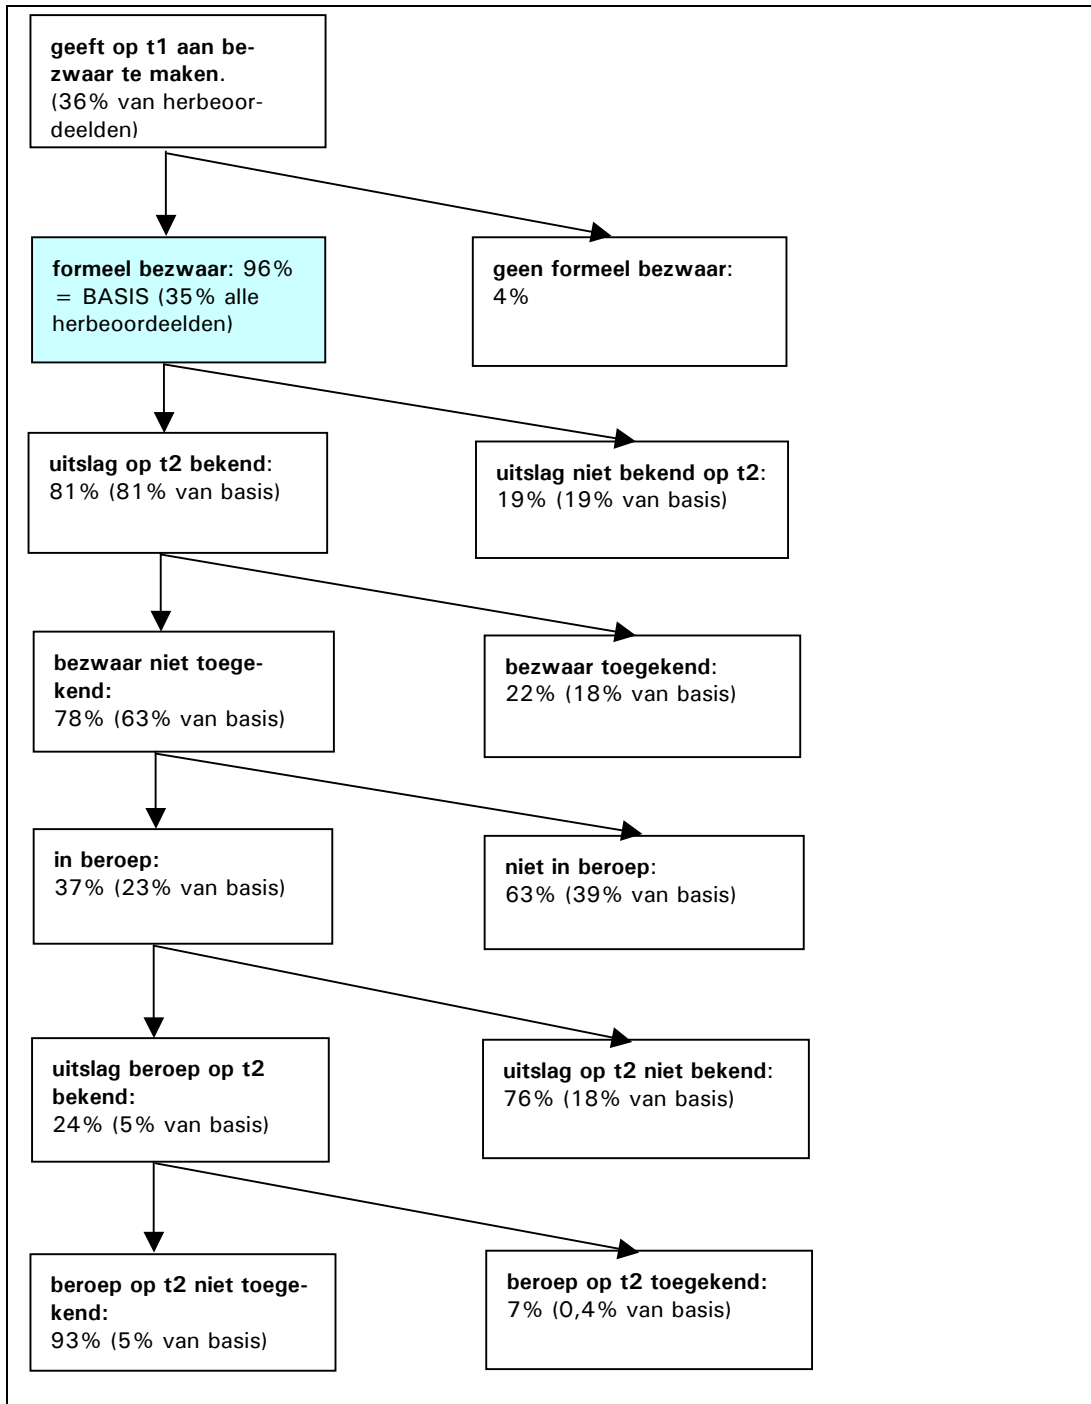 geeft op t1 aan be-
zwaar te maken.
(36% van herbeoor-
deelden)
formeel bezwaar: 96%
= BASIS (35% alle
herbeoordeelden)
geen formeel bezwaar:
4%
uitslag op t2 bekend:
81% (81% van basis)
uitslag niet bekend op t2:
19% (19% van basis)
bezwaar niet toege-
kend:
78% (63% van basis)
bezwaar toegekend:
22% (18% van basis)
in beroep:
37% (23% van basis)
niet in beroep:
63% (39% van basis)
uitslag beroep op t2
bekend:
24% (5% van basis)
uitslag op t2 niet bekend:
76% (18% van basis)
beroep op t2 niet toege-
kend:
93% (5% van basis)
beroep op t2 toegekend:
7% (0,4% van basis)